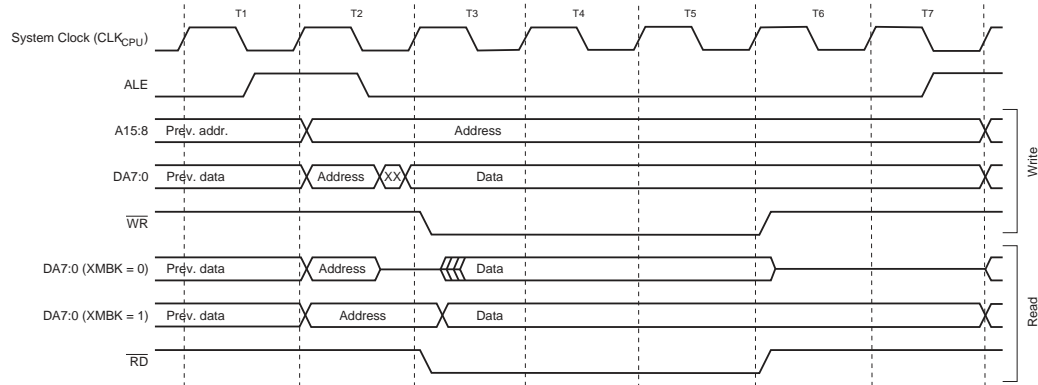 T1 T2 T3 T4 T5 T6 T7
System Clock (CLKCPU)
ALE
A15:8 Prev. addr. Address
DA7:0 Prev. data Address XX Data
WR
Write
DA7:0 (XMBK = 0) Prev. data Address Data
DA7:0 (XMBK = 1) Prev. data Address Data
RD
Read